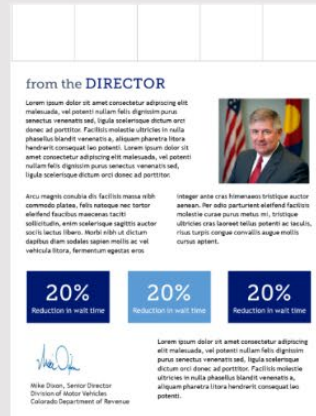 from the DIRECTOR
Lorem ipsum dolor sit amet consectetur adipiscing elit
malesuada, vel potenti nullam felis dignissim purus
senectus venenatis sed, ligula scelerisque dictum orci
donec ad porttitor. Facilisis molestie ultricies in nulla
phasellus blandit venenatis a, aliquam pharetra litora
hendrerit consequat leo potenti. Lorem ipsum dolor sit
amet consectetur adipiscing elit malesuada, vel potenti
nullam felis dignissim purus senectus venenatis sed,
ligula scelerisque dictum orci donec ad porttitor.
Arcu magnis conubia dis facilisis massa nibh
commodo platea, felis natoque nec tortor
eleifend faucibus maecenas taciti
sollicitudin, enim scelerisque sagittis auctor
sociis lectus libero. Morbi nibh ut dictum
dapibus diam sodales sapien mollis ac vel
vehicula litora, fermentum egestas eros
integer ante cras himenaeos tristique auctor
aenean. Per odio parturient eleifend facilisis
molestie curae purus metus mi, tristique
ultricies cras laoreet tellus potenti ac iaculis,
risus turpis congue convallis augue mollis
cursus aptent.
20%
Reduction in wait time
20%
Reduction in wait time
20%
Reduction in wait time
Mike Dixon, Senior Director
Division of Motor Vehicles
Colorado Department of Revenue
Lorem ipsum dolor sit amet consectetur adipiscing
elit malesuada, vel potenti nullam felis dignissim
purus senectus venenatis sed, ligula scelerisque
dictum orci donec ad porttitor. Facilisis molestie
ultricies in nulla phasellus blandit venenatis a,
aliquam pharetra litora hendrerit consequat leo
potenti.